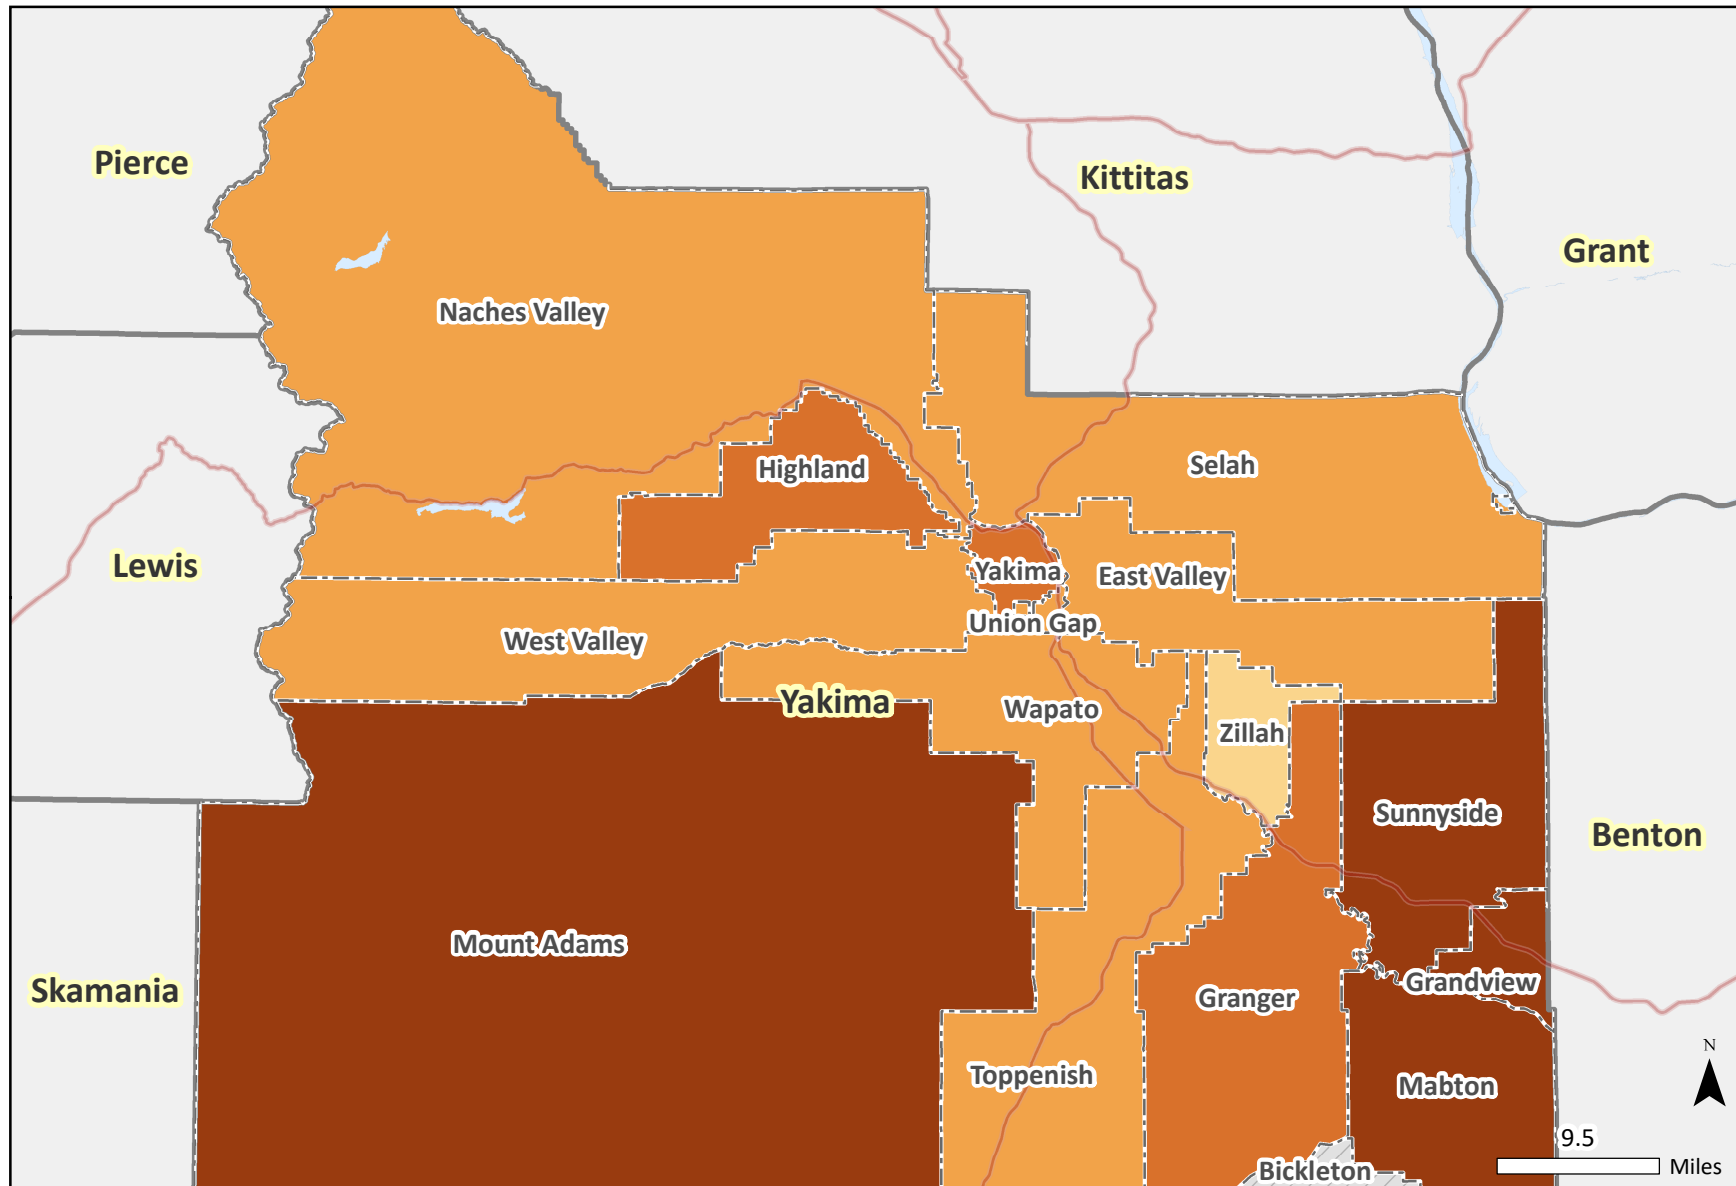 Pierce
Kittitas
Grant
Naches Valley
Highland
Selah
Lewis
Yakima
East Valley
Union Gap
West Valley
Yakima
Wapato
Zillah
Sunnyside
Benton
Mount Adams
Skamania
Grandview
Granger
N
Toppenish
Mabton
9.5
Miles
Bickleton